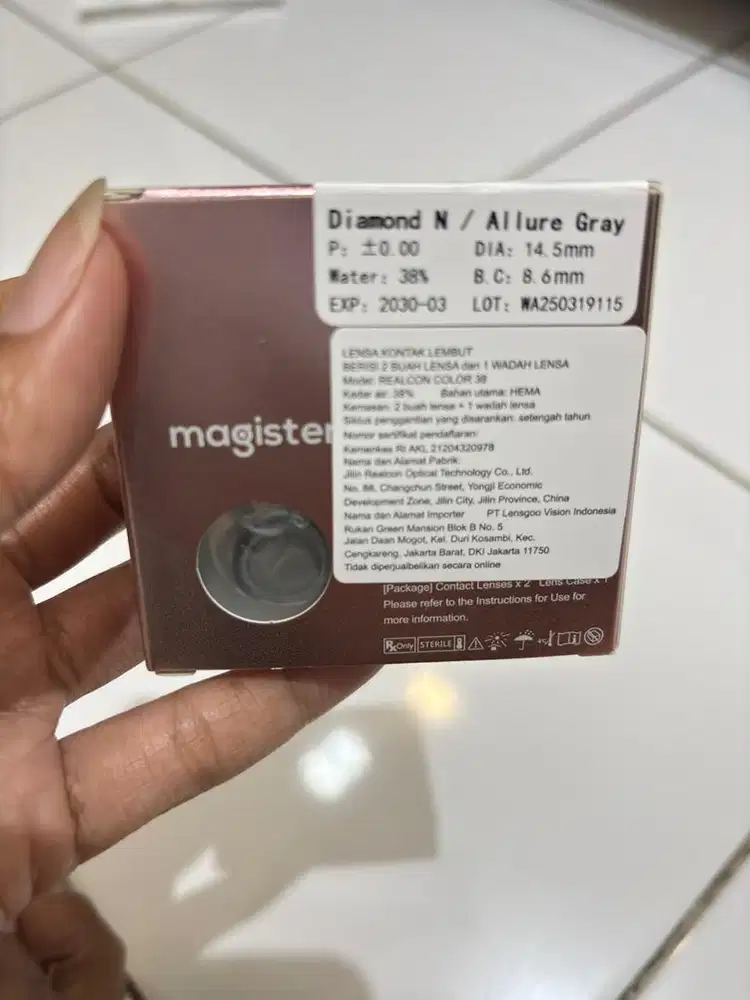 Diamond N / Allure Gray
P: ±0.00 DIA: 14.5mm
Water: 38% B.C: 8.6mm
EXP: 2030-03 LOT: WA250319115
magister
LENSA KONTAK LEMBUT
BERISI 2 BUAH LENSA dan 1 WADAH LENSA
Model: REALCON COLOR 38
Kadar air: 38% Bahan utama: HEMA
Kemasan: 2 buah lensa + 1 wadah lensa
Siklus penggantian yang disarankan: setengah tahun
Nomor sertifikat pendaftaran:
Kemenkes RI AKL 21204320978
Nama dan Alamat Pabrik:
Jilin Realcon Optical Technology Co., Ltd.
No. 88, Changchun Street, Yongji Economic
Development Zone, Jilin City, Jilin Province, China
Nama dan Alamat Importer PT Lensgoo Vision Indonesia
Rukan Green Mansion Blok B No. 5
Jalan Daan Mogot, Kel. Duri Kosambi, Kec.
Cengkareng, Jakarta Barat, DKI Jakarta 11750
Tidak diperjualbelikan secara online
[Package] Contact Lenses x 2 Lens Case x 1
Please refer to the Instructions for Use for
more information.
Rx Only STERILE